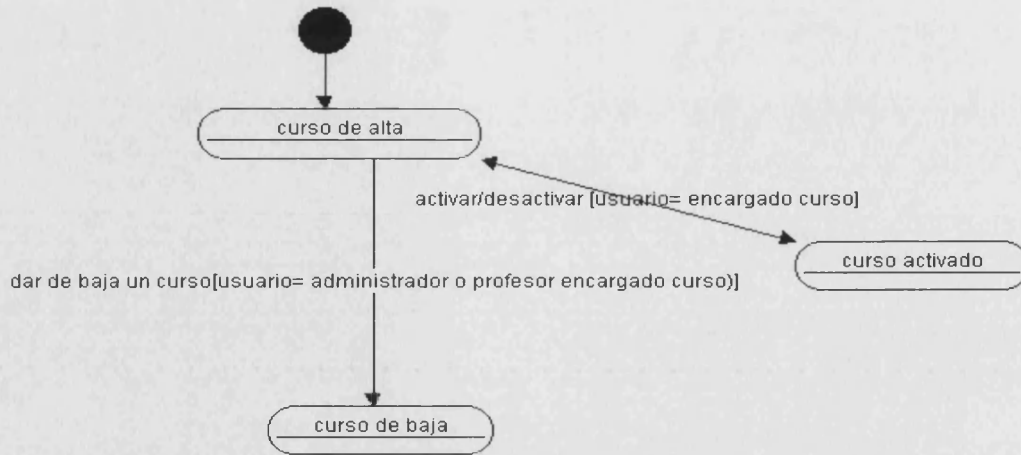 curso de alta
activar/desactivar [usuario= encargado curso]
curso activado
dar de baja un curso[usuario= administrador o profesor encargado curso)]
curso de baja